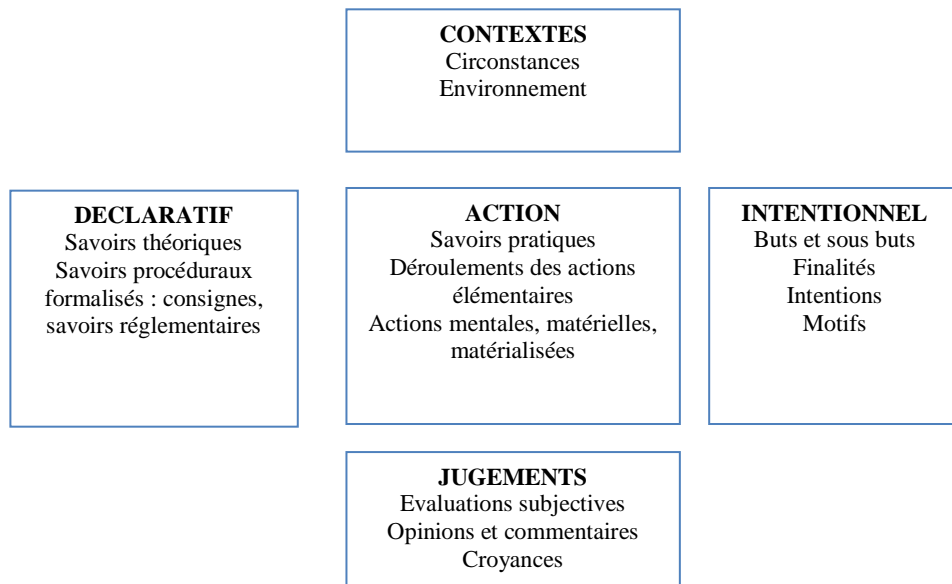 CONTEXTES
Circonstances
Environnement
DECLARATIF
Savoirs théoriques
Savoirs procéduraux
formalisés : consignes,
savoirs réglementaires
ACTION
Savoirs pratiques
Déroulements des actions
élémentaires
Actions mentales, matérielles,
matérialisées
INTENTIONNEL
Buts et sous buts
Finalités
Intentions
Motifs
JUGEMENTS
Evaluations subjectives
Opinions et commentaires
Croyances